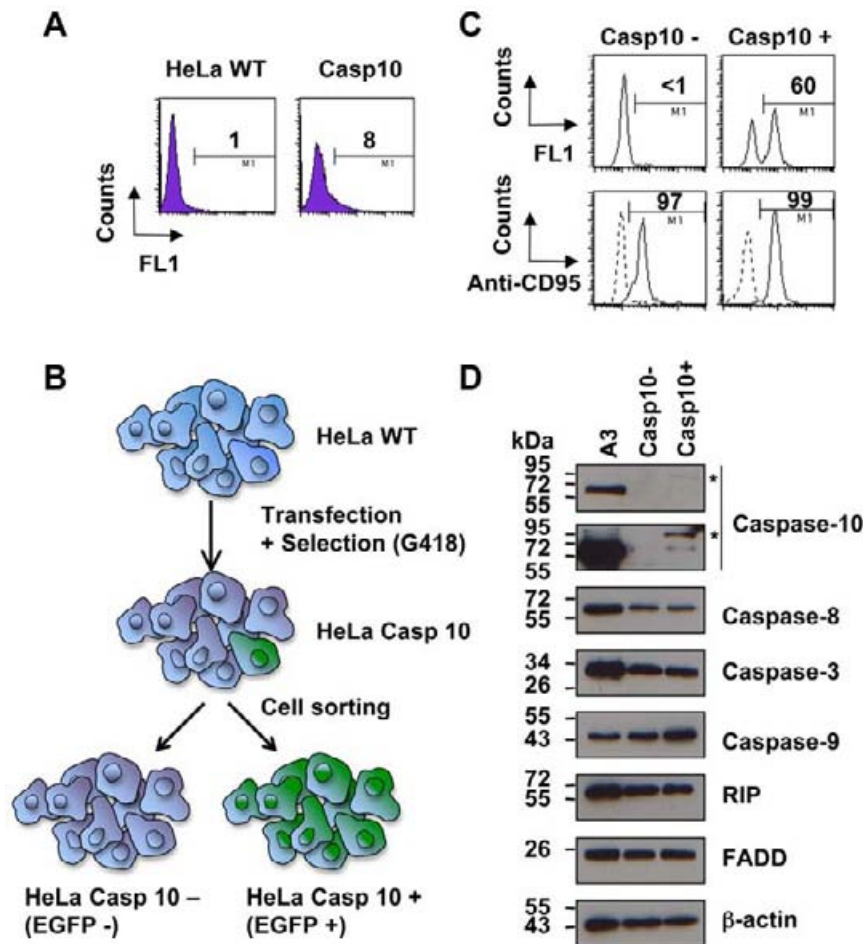 A
HeLa WT
Casp10
1
M1
8
M1
Counts
FL1
C
Casp10 -
Casp10 +
Counts
<1
M1
60
M1
FL1
Counts
97
M1
99
M1
Anti-CD95
B
HeLa WT
Transfection
+ Selection (G418)
HeLa Casp 10
Cell sorting
HeLa Casp 10 –
(EGFP -)
HeLa Casp 10 +
(EGFP +)
D
kDa
A3
Casp10-
Casp10+
95
72
55
*
95
72
55
*
Caspase-10
72
55
Caspase-8
34
26
Caspase-3
55
43
Caspase-9
72
55
RIP
26
FADD
55
43
β-actin